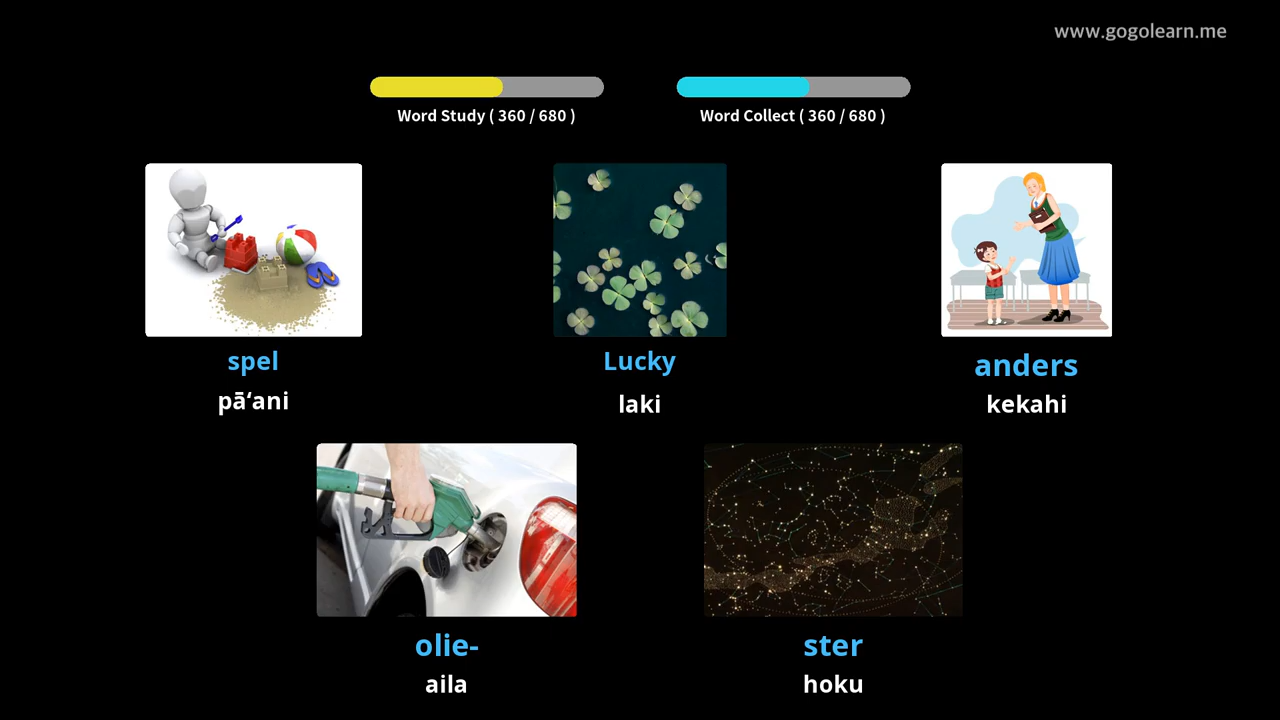 www.gogolearn.me
Word Study ( 360 / 680 )
Word Collect ( 360 / 680 )
spel
pāʻani
Lucky
laki
anders
kekahi
olie-
aila
ster
hoku